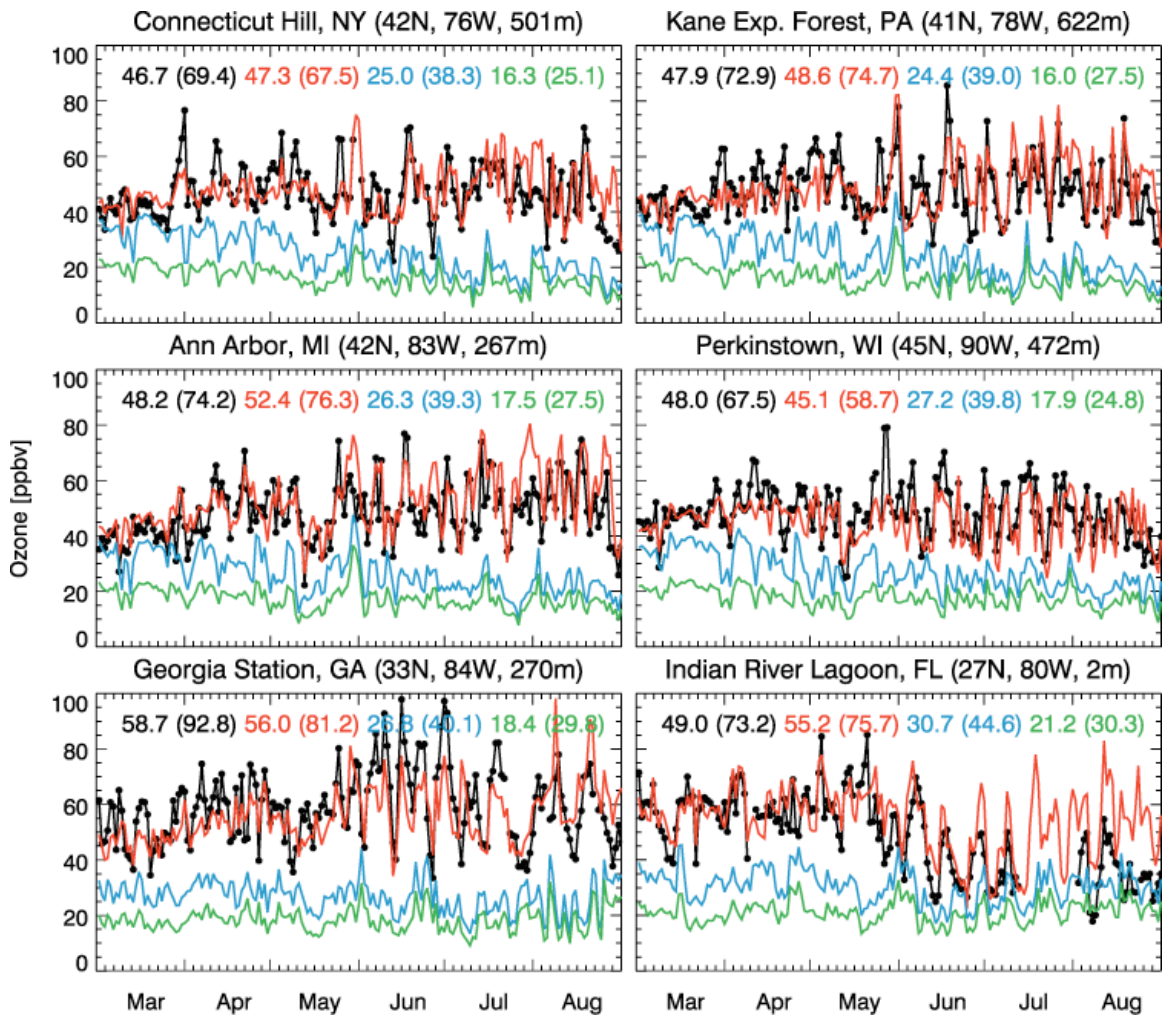 Connecticut Hill, NY (42N, 76W, 501m)
Kane Exp. Forest, PA (41N, 78W, 622m)
100
46.7 (69.4) 47.3 (67.5) 25.0 (38.3) 16.3 (25.1)
47.9 (72.9) 48.6 (74.7) 24.4 (39.0) 16.0 (27.5)
80
60
40
20
0
Ann Arbor, MI (42N, 83W, 267m)
Perkinstown, WI (45N, 90W, 472m)
100
48.2 (74.2) 52.4 (76.3) 26.3 (39.3) 17.5 (27.5)
48.0 (67.5) 45.1 (58.7) 27.2 (39.8) 17.9 (24.8)
80
60
40
20
0
Ozone [ppbv]
Georgia Station, GA (33N, 84W, 270m)
Indian River Lagoon, FL (27N, 80W, 2m)
100
58.7 (92.8) 56.0 (81.2) 26.8 (40.1) 18.4 (29.8)
49.0 (73.2) 55.2 (75.7) 30.7 (44.6) 21.2 (30.3)
80
60
40
20
0
Mar Apr May Jun Jul Aug
Mar Apr May Jun Jul Aug